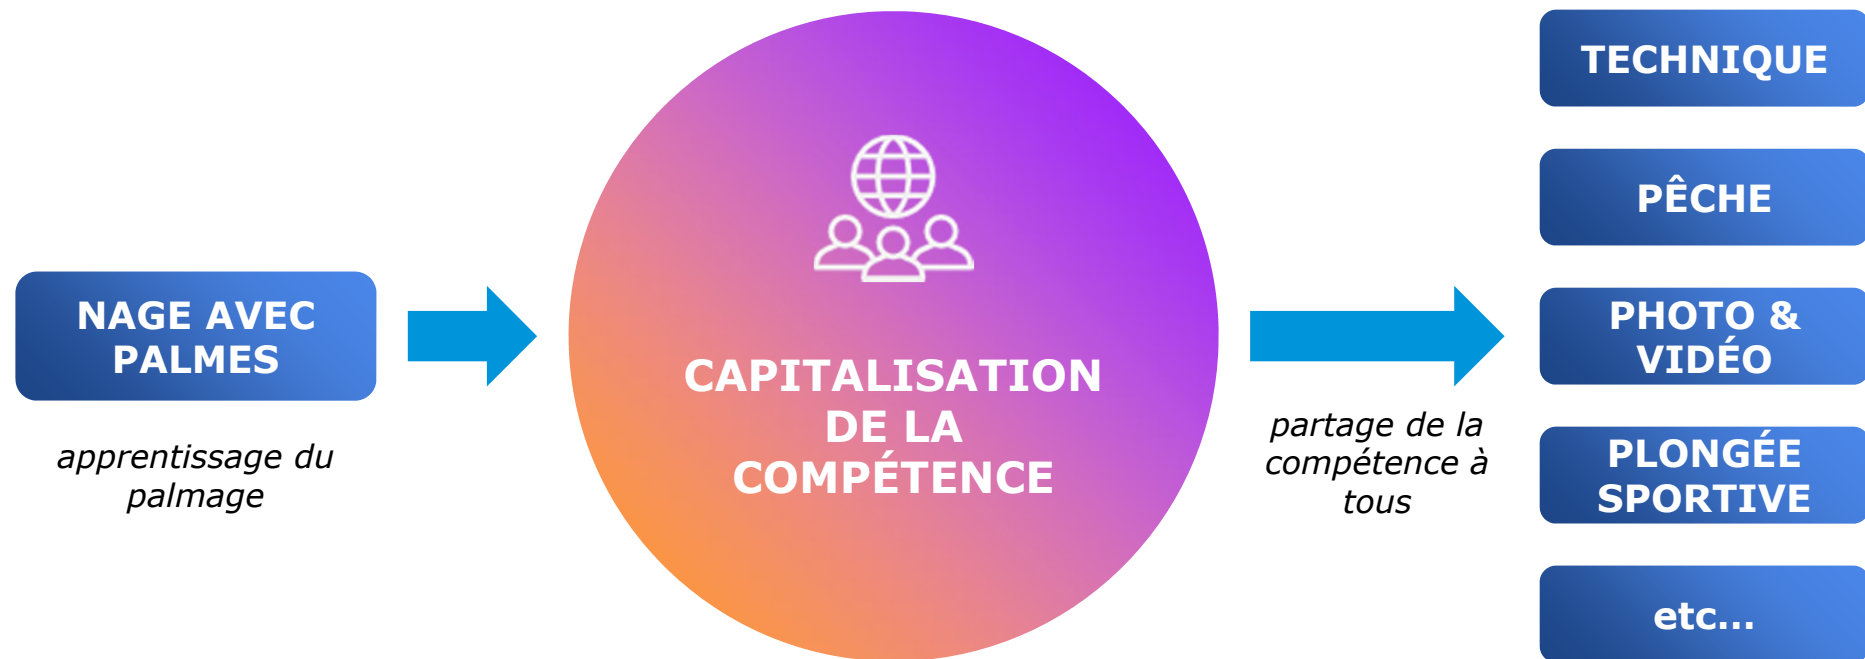 NAGE AVEC
PALMES
apprentissage du
palmage
CAPITALISATION
DE LA
COMPÉTENCE
partage de la
compétence à
tous
TECHNIQUE
PÊCHE
PHOTO &
VIDÉO
PLONGÉE
SPORTIVE
etc...